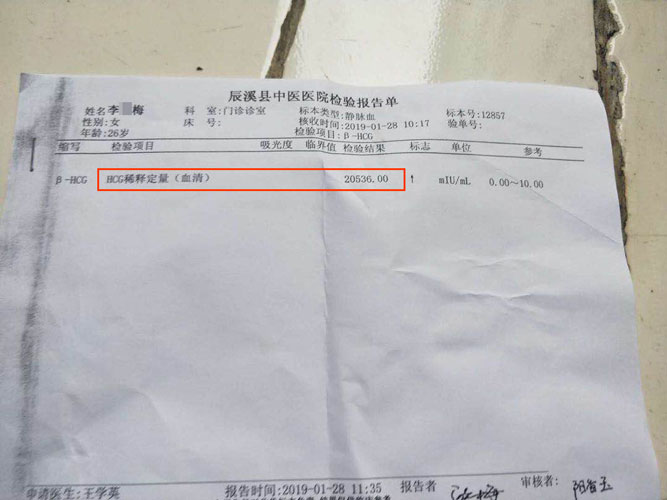 辰溪县中医医院检验报告单
姓名 李 梅 科 室:门诊诊室 标本类型:静脉血 标本号:12857
性别:女 床 号: 核收时间:2019-01-28 10:17 验单号:
年龄:26岁 检验项目:β-HCG
缩写 检验项目 吸光度 临界值 检验结果 标志 单位 参考
β-HCG HCG稀释定量(血清) 20536.00 ! mIU/mL 0.00～10.00
申请医生:王学英 报告时间:2019-01-28 11:35 报告者 审核者: